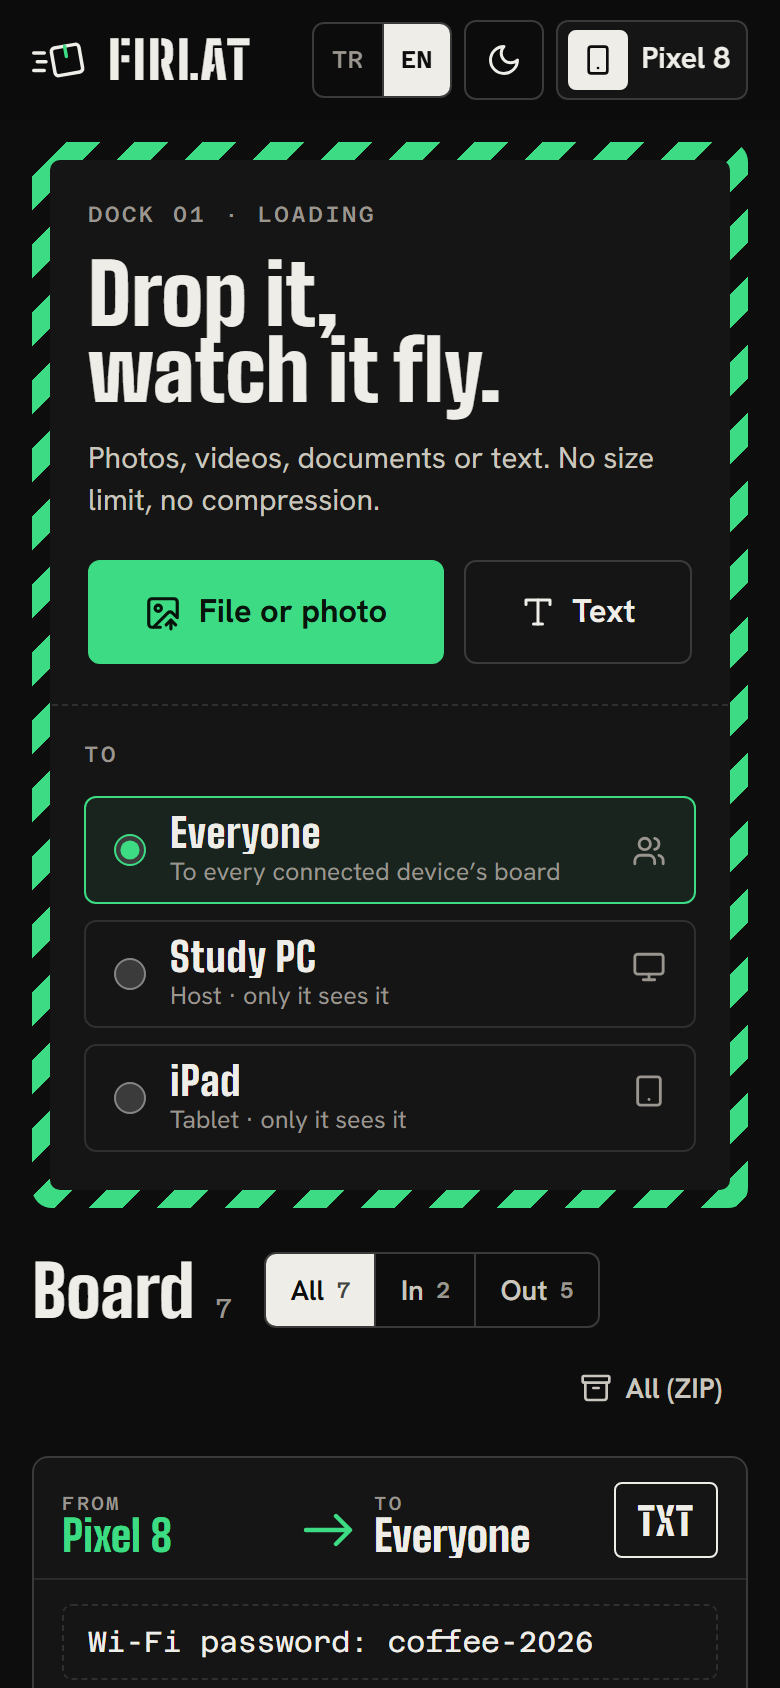 FIRLAT
TR
EN
Pixel 8
DOCK 01 · LOADING
Drop it,
watch it fly.
Photos, videos, documents or text. No size
limit, no compression.
File or photo
Text
TO
Everyone
To every connected device’s board
Study PC
Host · only it sees it
iPad
Tablet · only it sees it
Board 7
All 7
In 2
Out 5
All (ZIP)
FROM
Pixel 8
TO
Everyone
TXT
Wi-Fi password: coffee-2026